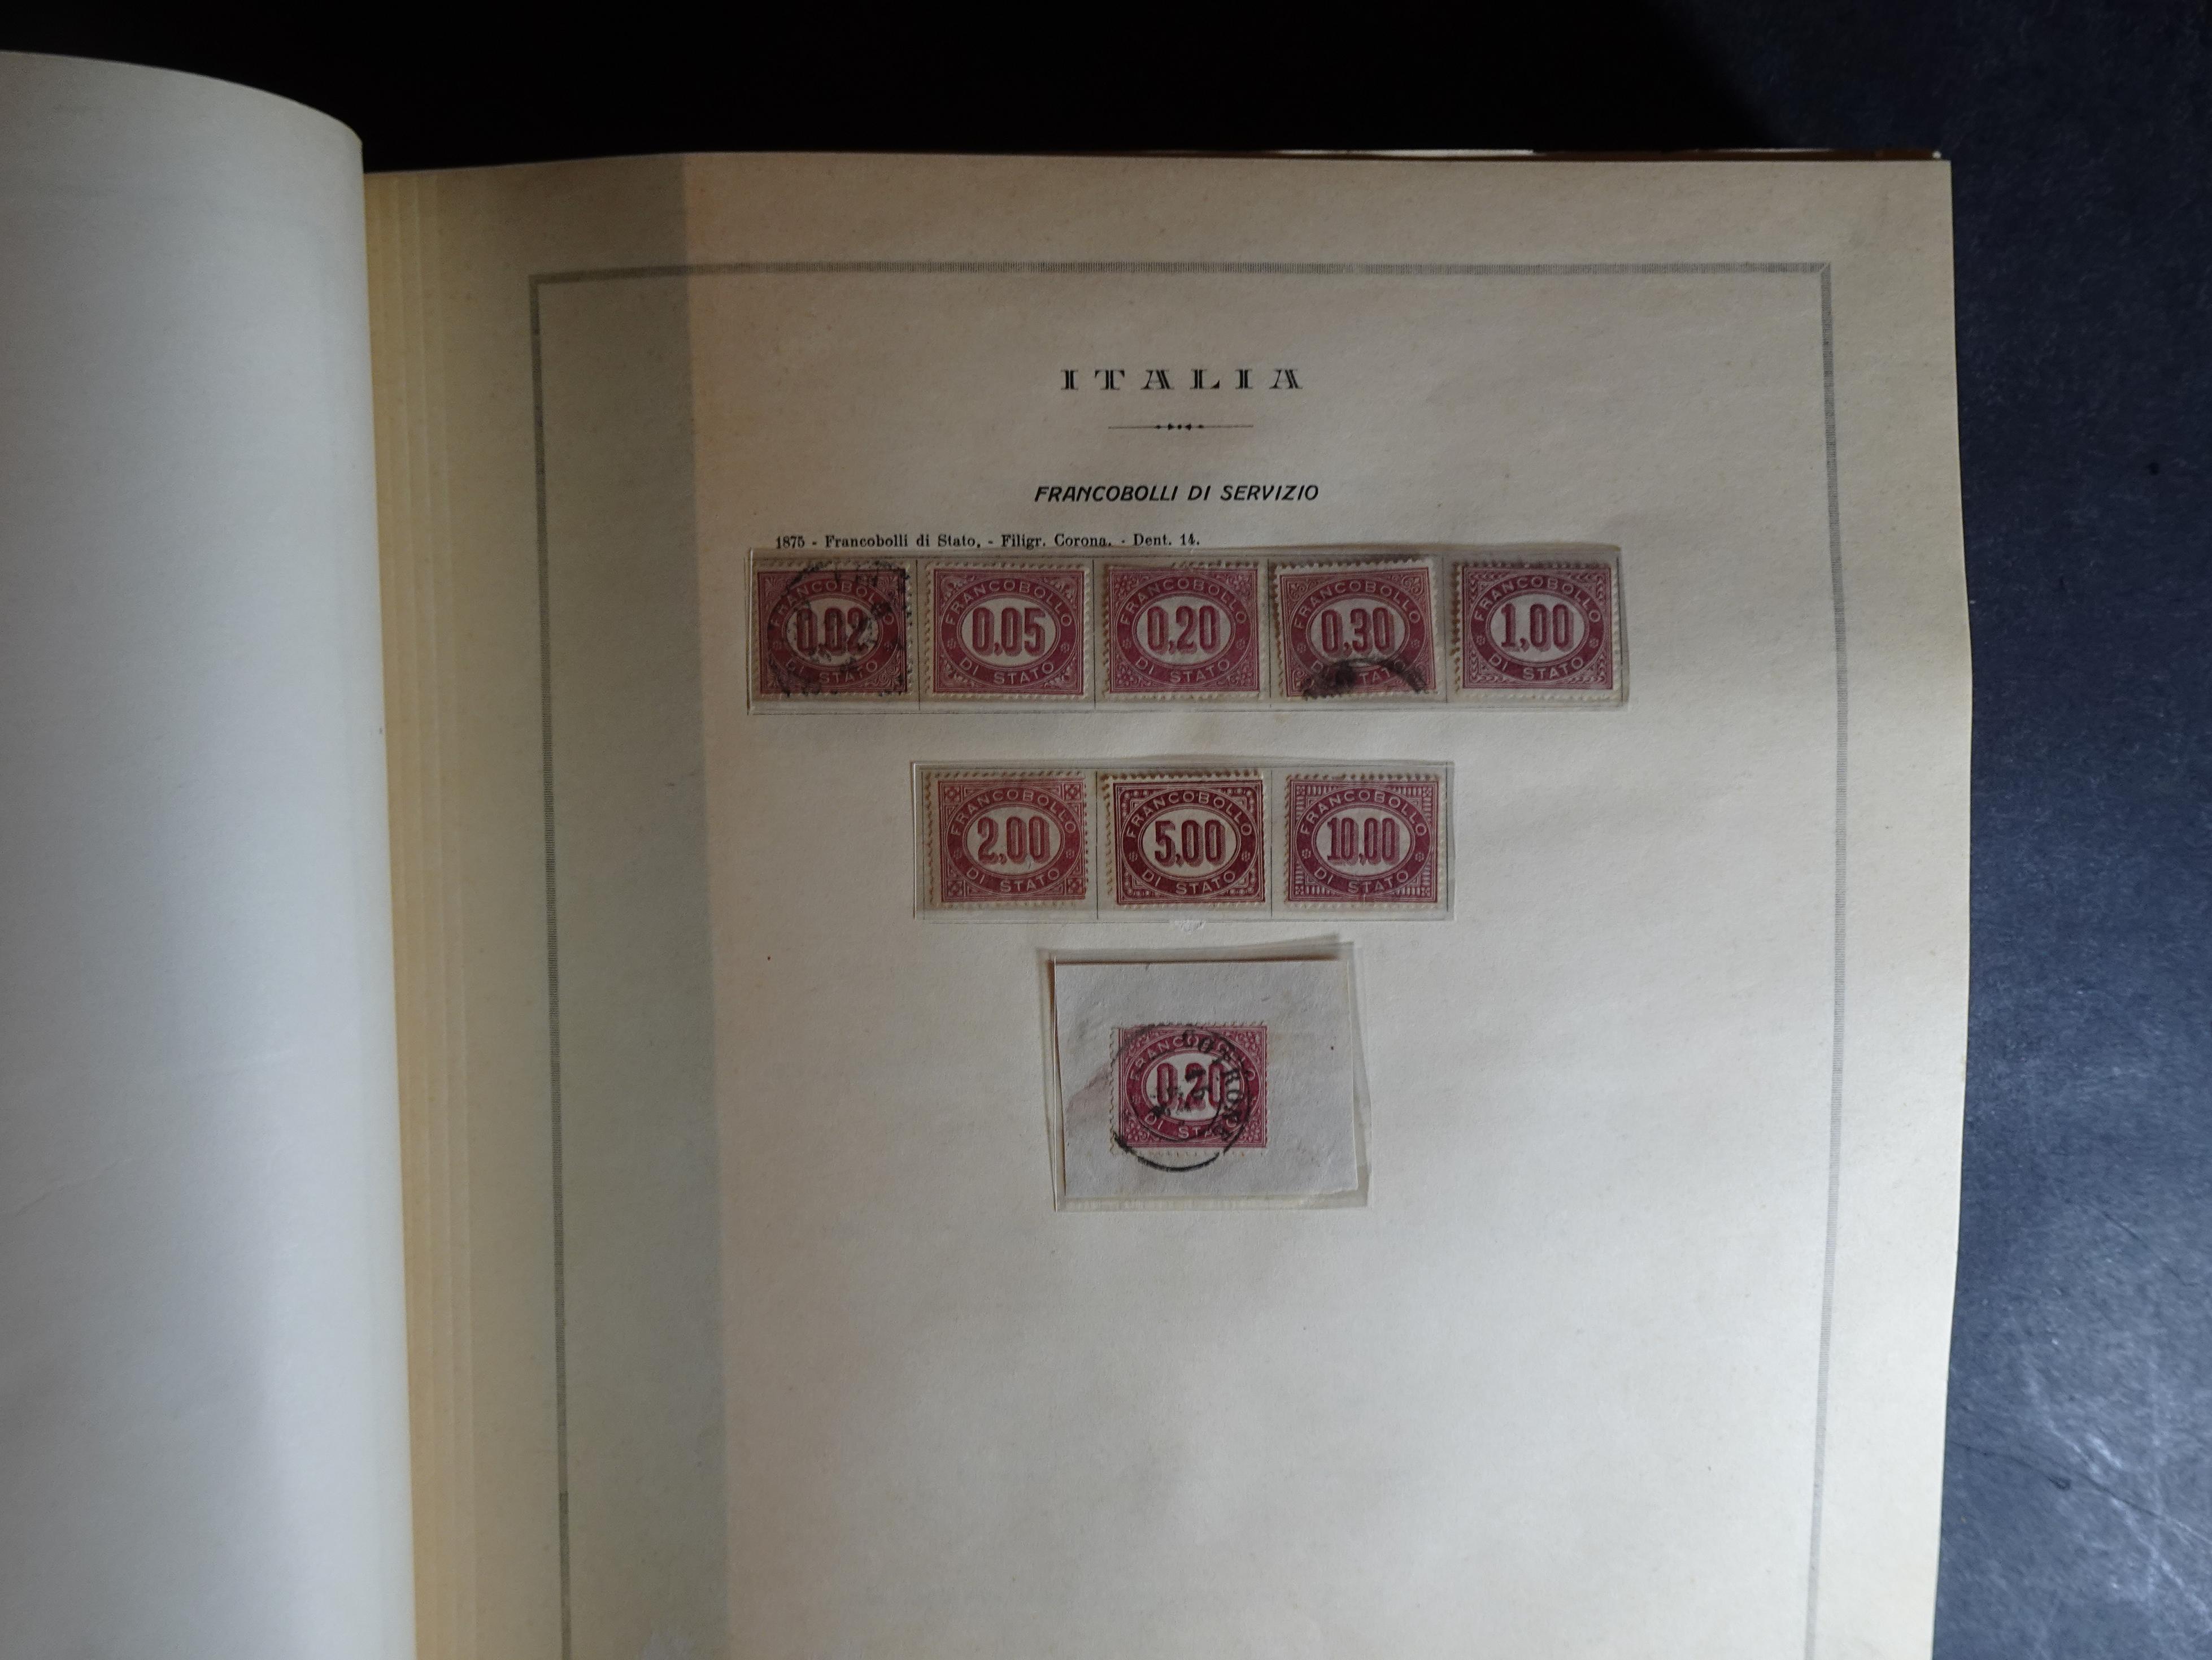 ITALIA
FRANCOBOLLI DI SERVIZIO
1875 - Francobolli di Stato. - Filigr. Corona. - Dent. 14.
FRANCOBOLLO
0,02
DI STATO
FRANCOBOLLO
0,05
DI STATO
FRANCOBOLLO
0,20
DI STATO
FRANCOBOLLO
0,30
STATO
FRANCOBOLLO
1,00
DI STATO
FRANCOBOLLO
2,00
DI STATO
FRANCOBOLLO
5,00
DI STATO
FRANCOBOLLO
10,00
DI STATO
0,20